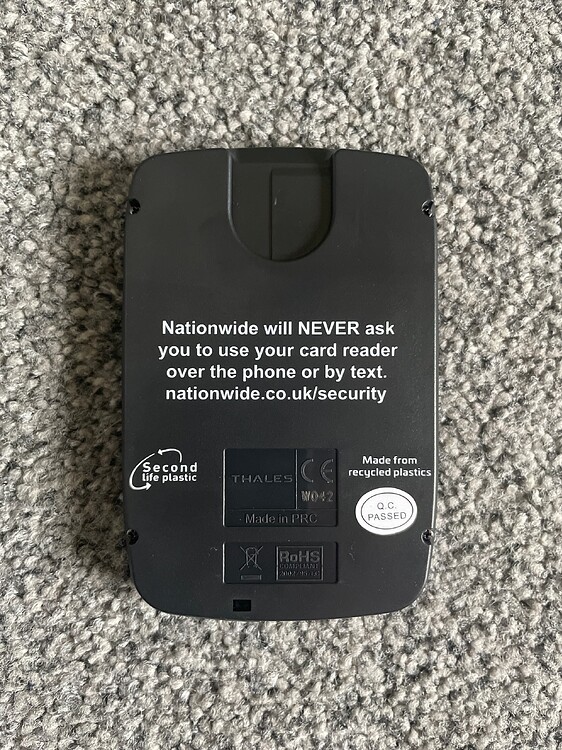 Nationwide will NEVER ask
you to use your card reader
over the phone or by text.
nationwide.co.uk/security
Second
life plastic
THALES
CE
W042
Made in PRC
Made from
recycled plastics
Q.C.
PASSED
RoHS
COMPLIANT